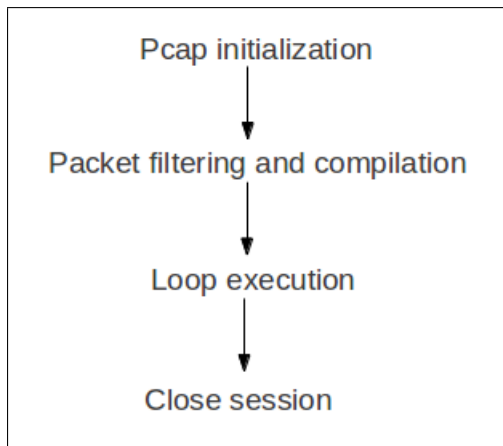 Pcap initialization
Packet filtering and compilation
Loop execution
Close session